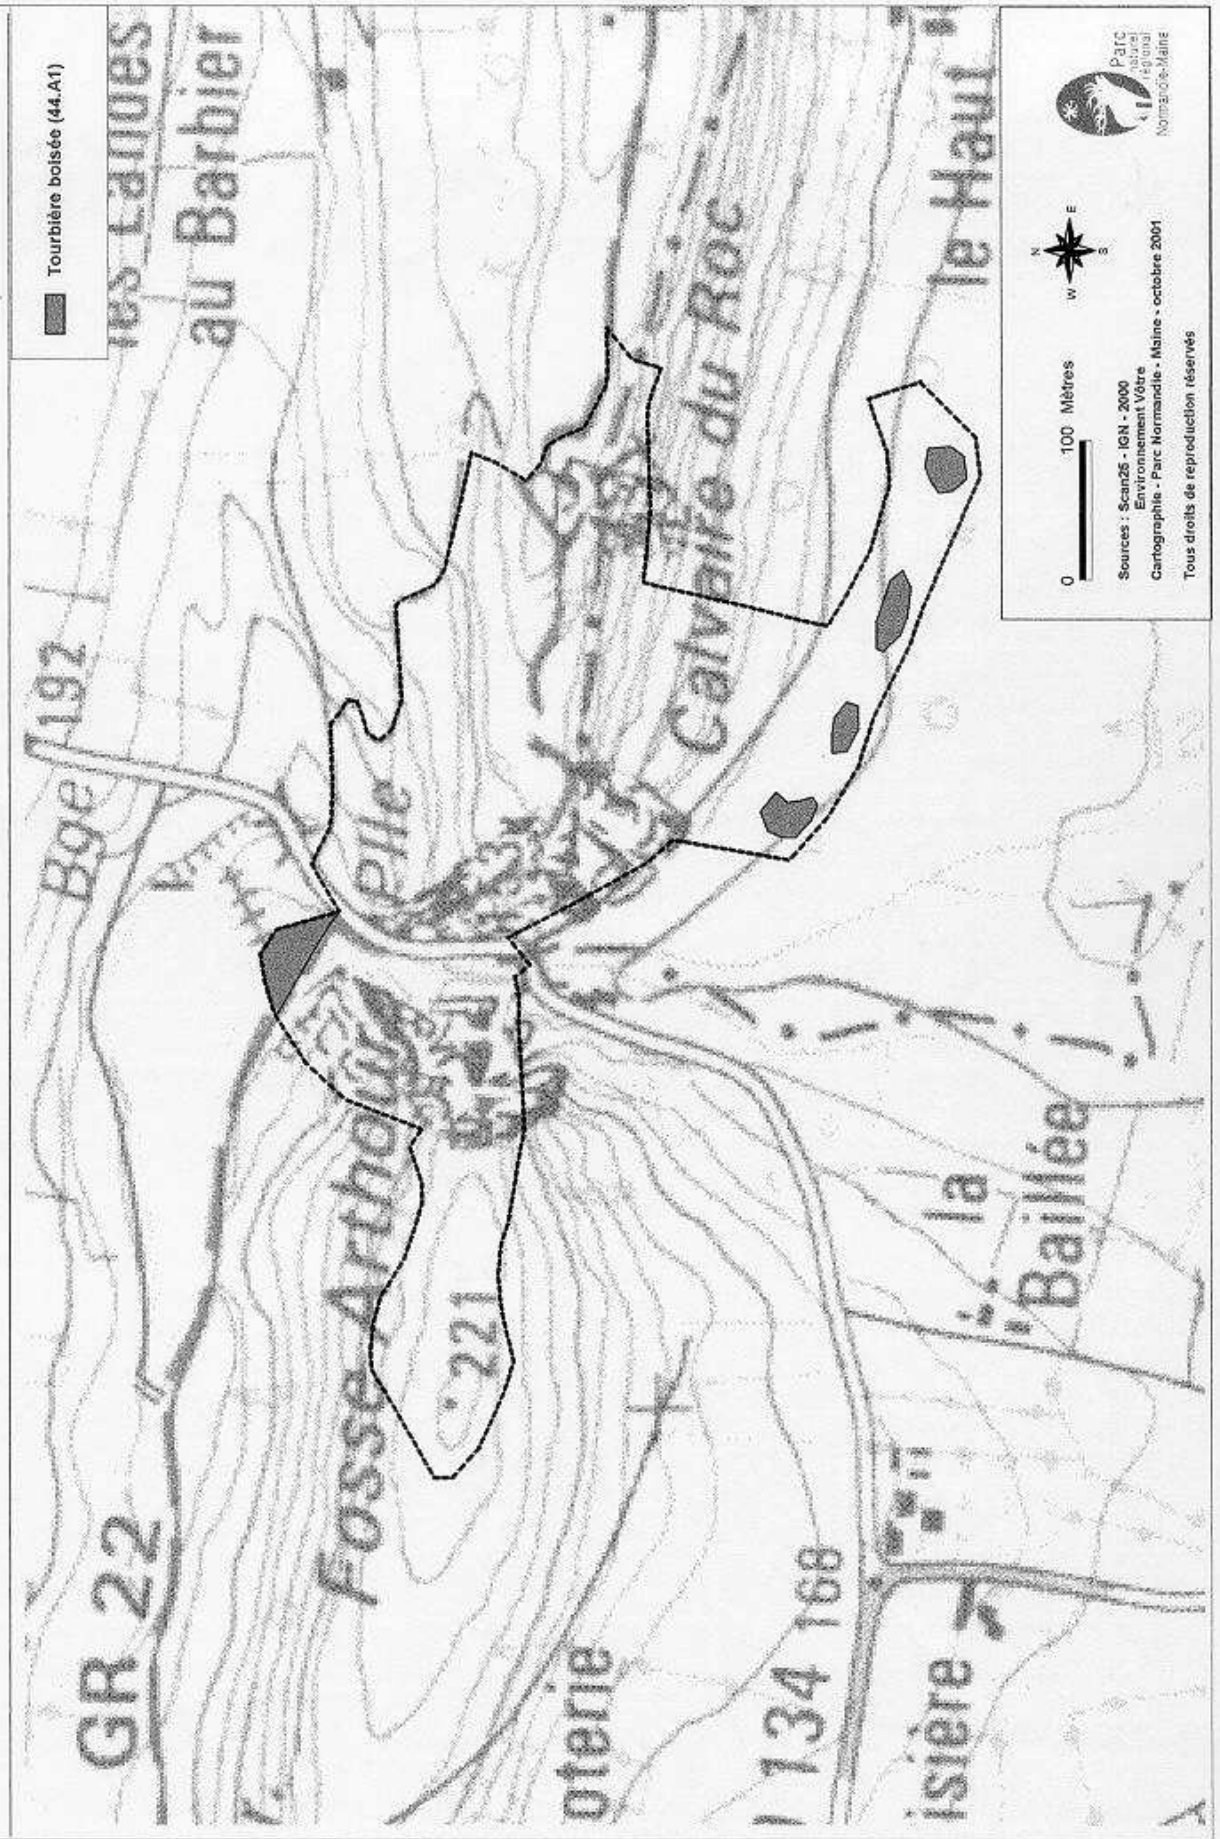 Tourbière boisée (44.A1)
les Landes
au Barbier
192
Bge
GR 22
Fosse Arthour
Plle
221
Calvaire du Roc
le Haut
la
Baillée
oterie
134
168
isière
N
W
E
S
0 100 Mètres
Sources : Scan25 - IGN - 2000
Environnement Vôtre
Cartographie - Parc Normandie - Maine - octobre 2001
Tous droits de reproduction réservés
Parc
naturel
régional
Normandie-Maine